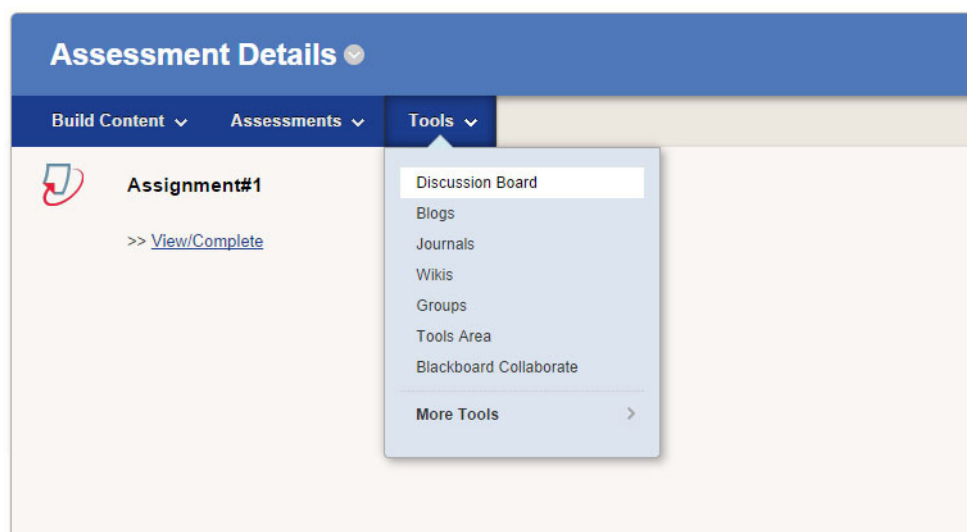 Assessment Details
Build Content Assessments Tools
Assignment#1
>> View/Complete
Discussion Board
Blogs
Journals
Wikis
Groups
Tools Area
Blackboard Collaborate
More Tools